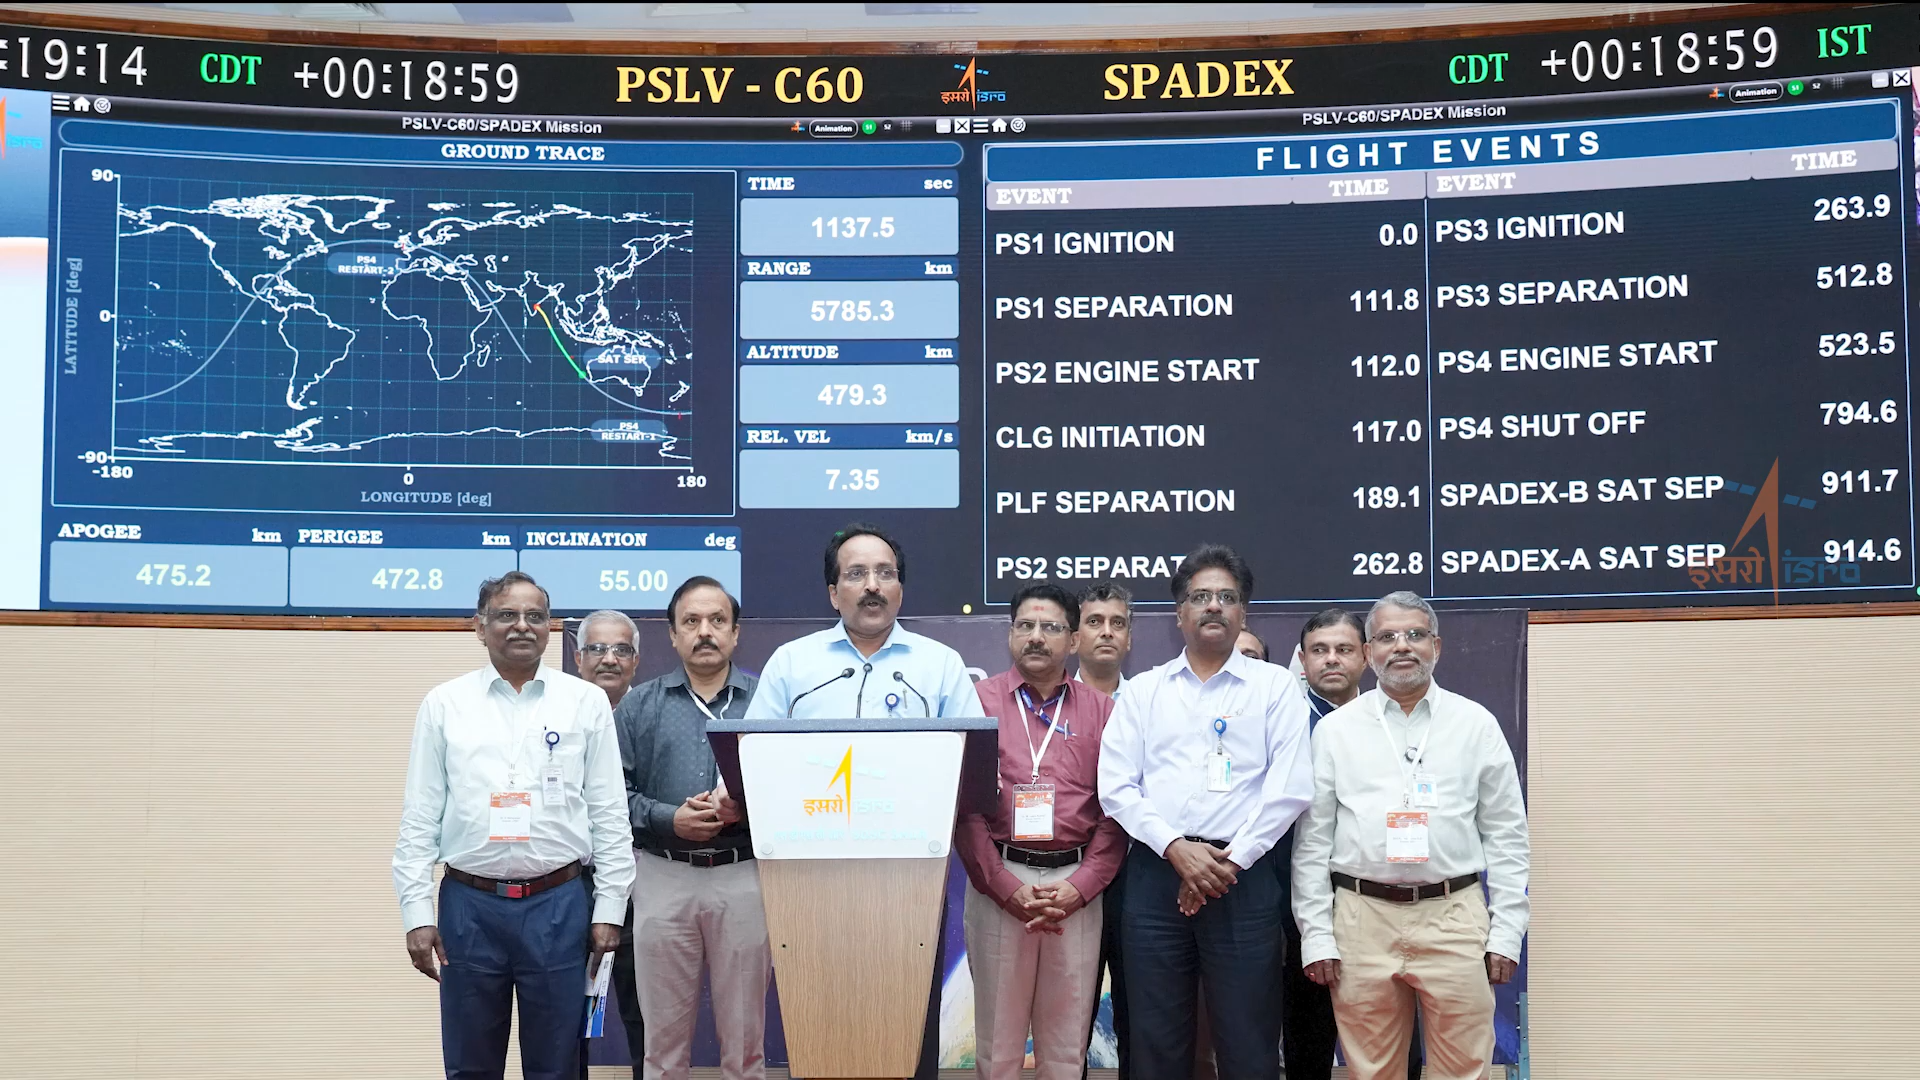 :19:14 CDT +00:18:59 PSLV - C60 इसरो isro SPADEX CDT +00:18:59 IST
PSLV-C60/SPADEX Mission Animation S1 S2
GROUND TRACE
90
0
-90
-180 0 180
LATITUDE [deg]
LONGITUDE [deg]
PS4
RESTART-2
SAT SEP
PS4
RESTART-1
TIME sec
1137.5
RANGE km
5785.3
ALTITUDE km
479.3
REL. VEL km/s
7.35
APOGEE km PERIGEE km INCLINATION deg
475.2 472.8 55.00
PSLV-C60/SPADEX Mission Animation S1 S2
FLIGHT EVENTS
EVENT TIME EVENT TIME
PS1 IGNITION 0.0 PS3 IGNITION 263.9
PS1 SEPARATION 111.8 PS3 SEPARATION 512.8
PS2 ENGINE START 112.0 PS4 ENGINE START 523.5
CLG INITIATION 117.0 PS4 SHUT OFF 794.6
PLF SEPARATION 189.1 SPADEX-B SAT SEP 911.7
PS2 SEPARAT 262.8 SPADEX-A SAT SEP 914.6
इसरो isro
इसरो isro